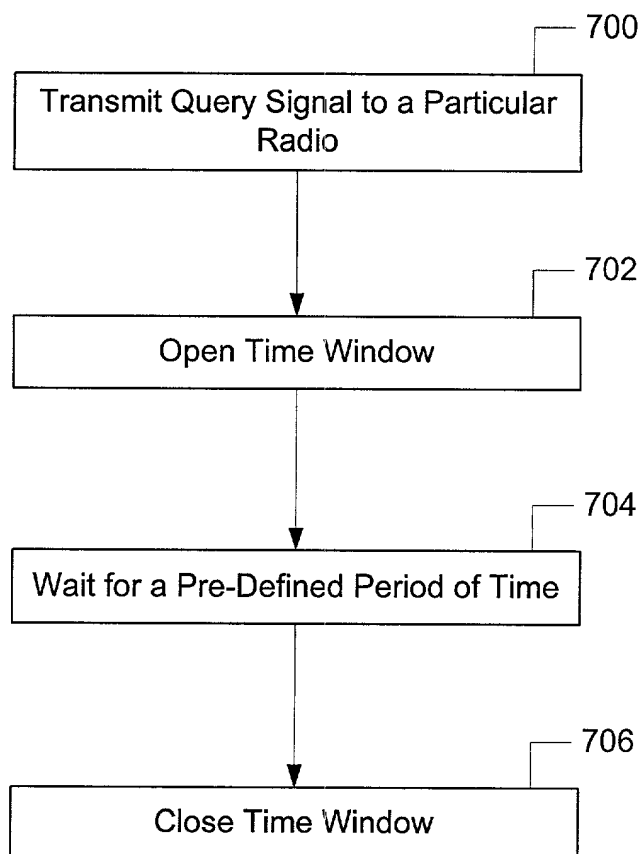 700
Transmit Query Signal to a Particular
Radio
702
Open Time Window
704
Wait for a Pre-Defined Period of Time
706
Close Time Window